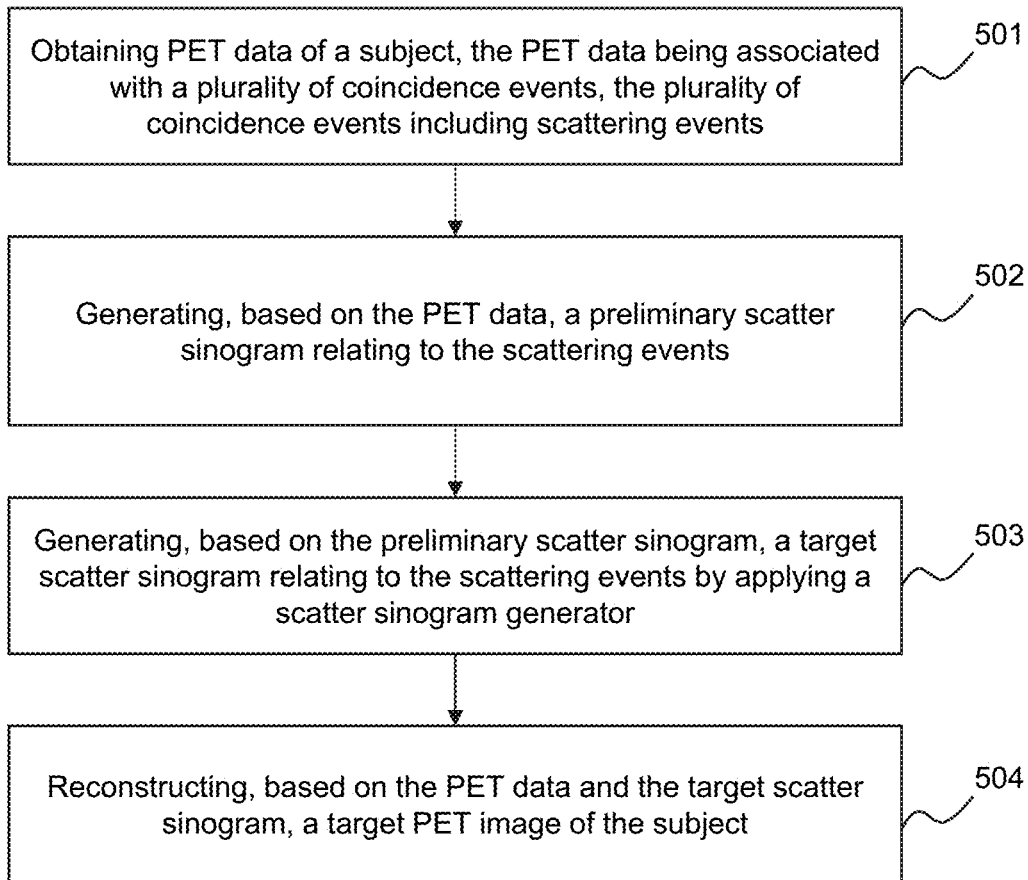 Obtaining PET data of a subject, the PET data being associated
with a plurality of coincidence events, the plurality of
coincidence events including scattering events
501
Generating, based on the PET data, a preliminary scatter
sinogram relating to the scattering events
502
Generating, based on the preliminary scatter sinogram, a target
scatter sinogram relating to the scattering events by applying a
scatter sinogram generator
503
Reconstructing, based on the PET data and the target scatter
sinogram, a target PET image of the subject
504